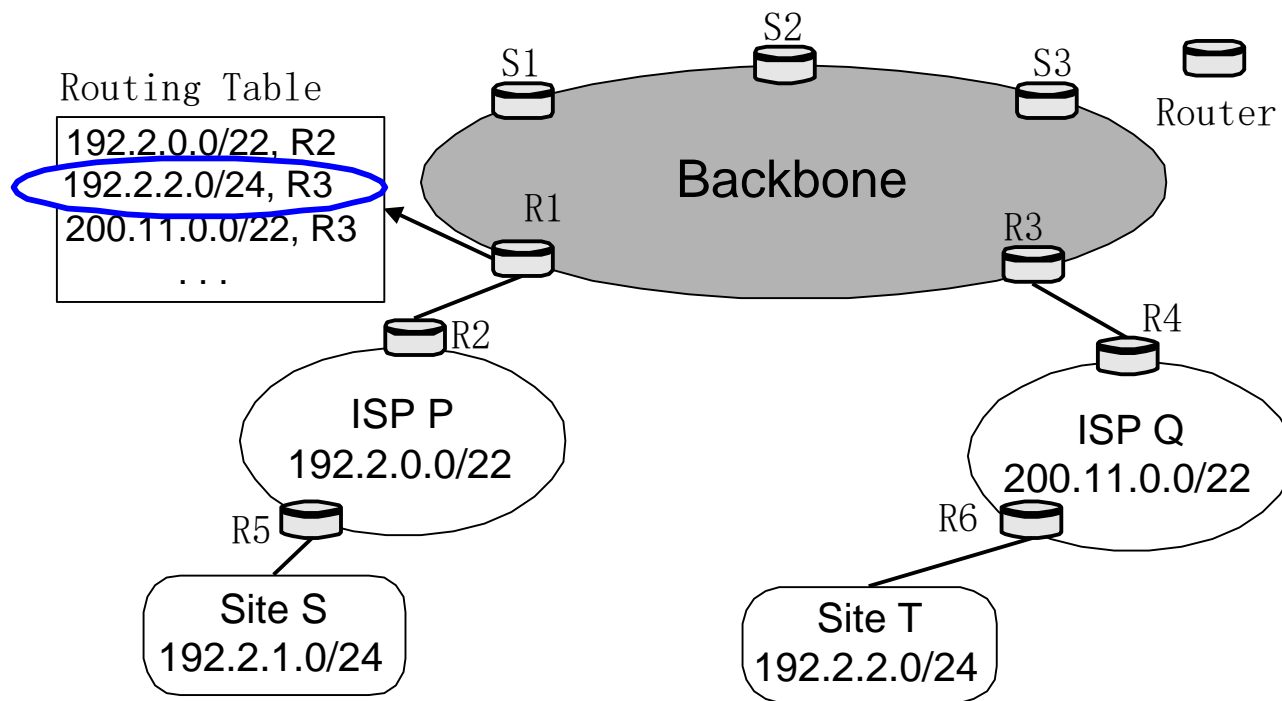 S2
S1
S3
Routing Table
Router
192.2.0.0/22, R2
192.2.2.0/24, R3
200.11.0.0/22, R3
. . .
Backbone
R1
R3
R2
R4
ISP P
192.2.0.0/22
ISP Q
200.11.0.0/22
R5
R6
Site S
192.2.1.0/24
Site T
192.2.2.0/24